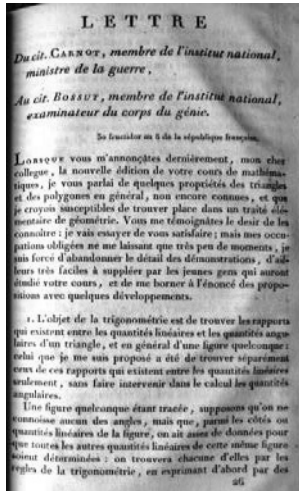 LETTRE
Du cit. CARNOT, membre de l'institut national,
ministre de la guerre,
Au cit. BOSSUT, membre de l'institut national,
examinateur du corps du génie.
5o fructidor an 8 de la république française.
LORSQUE vous m'annonçâtes dernièrement, mon cher
collegue, la nouvelle édition de votre cours de mathéma-
tiques, je vous parlai de quelques propriétés des triangles
et des polygones en général, non encore connues, et que
je croyois susceptibles de trouver place dans un traité élé-
mentaire de géométrie. Vous me témoignâtes le desir de les
connoître : je vais essayer de vous satisfaire ; mais mes occu-
pations obligées ne me laissant que très peu de moments, je
suis forcé d'abandonner le détail des démonstrations, d'ail-
leurs très faciles à suppléer par les jeunes gens qui auront
étudié votre cours, et de me borner à l'énoncé des propo-
sitions avec quelques développements.
1. L'objet de la trigonométrie est de trouver les rapports
qui existent entre les quantités linéaires et les quantités angu-
laires d'un triangle, et en général d'une figure quelconque :
celui que je me suis proposé a été de trouver séparément
ceux de ces rapports qui existent entre les quantités linéaires
seulement, sans faire intervenir dans le calcul les quantités
angulaires.
Une figure quelconque étant tracée, supposons qu'on ne
connoisse aucun des angles, mais que, parmi les côtés ou
quantités linéaires de la figure, on ait assez de données pour
que toutes les autres quantités linéaires de cette même figure
soient déterminées : on trouvera chacune d'elles par les
regles de la trigonométrie, en exprimant d'abord par des
26